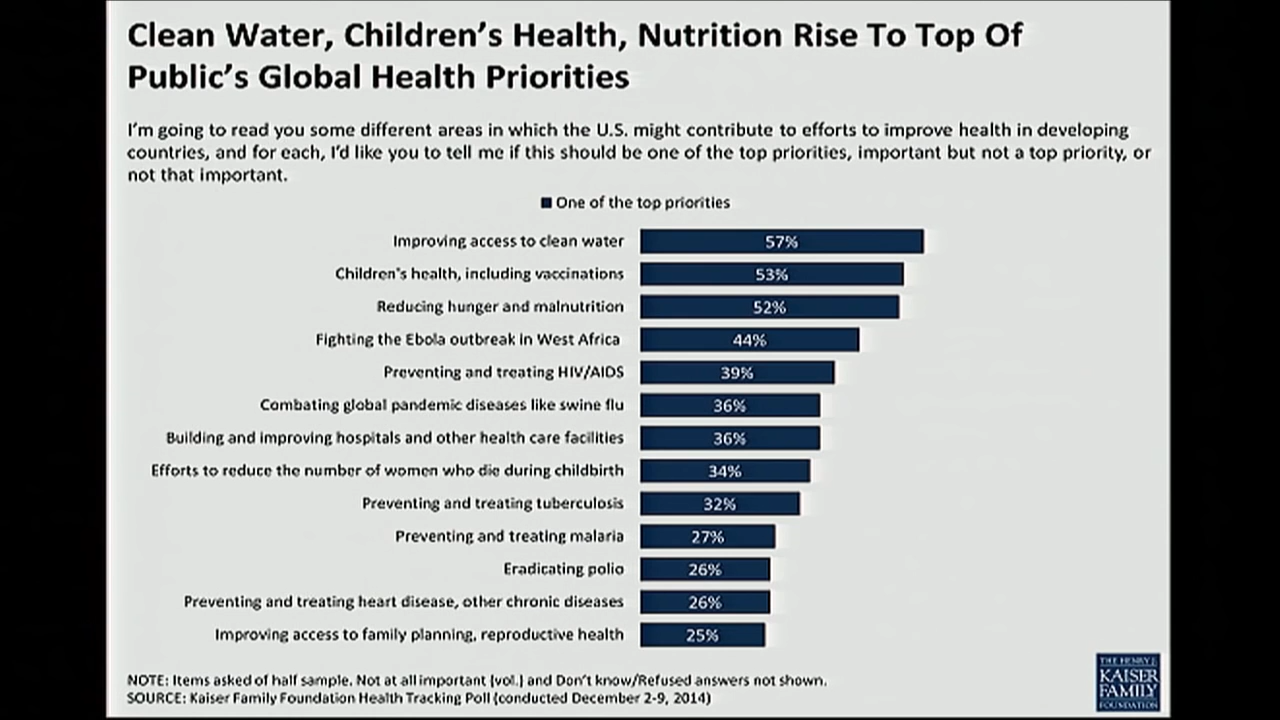 Clean Water, Children's Health, Nutrition Rise To Top Of
Public's Global Health Priorities
I'm going to read you some different areas in which the U.S. might contribute to efforts to improve health in developing
countries, and for each, I'd like you to tell me if this should be one of the top priorities, important but not a top priority, or
not that important.
One of the top priorities
Improving access to clean water 57%
Children's health, including vaccinations 53%
Reducing hunger and malnutrition 52%
Fighting the Ebola outbreak in West Africa 44%
Preventing and treating HIV/AIDS 39%
Combating global pandemic diseases like swine flu 36%
Building and improving hospitals and other health care facilities 36%
Efforts to reduce the number of women who die during childbirth 34%
Preventing and treating tuberculosis 32%
Preventing and treating malaria 27%
Eradicating polio 26%
Preventing and treating heart disease, other chronic diseases 26%
Improving access to family planning, reproductive health 25%
NOTE: Items asked of half sample. Not at all important (vol.) and Don't know/Refused answers not shown.
SOURCE: Kaiser Family Foundation Health Tracking Poll (conducted December 2-9, 2014)
THE HENRY J.
KAISER
FAMILY
FOUNDATION